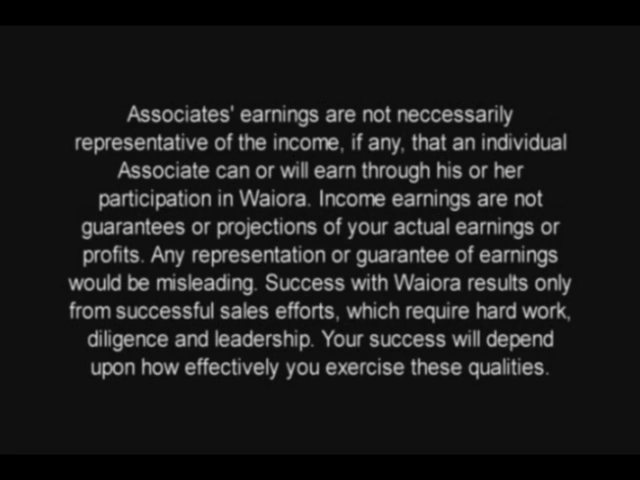 Associates' earnings are not neccessarily
representative of the income, if any, that an individual
Associate can or will earn through his or her
participation in Waiora. Income earnings are not
guarantees or projections of your actual earnings or
profits. Any representation or guarantee of earnings
would be misleading. Success with Waiora results only
from successful sales efforts, which require hard work,
diligence and leadership. Your success will depend
upon how effectively you exercise these qualities.